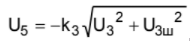 U₅ = −k₃√(U₃² + U₃ш²)